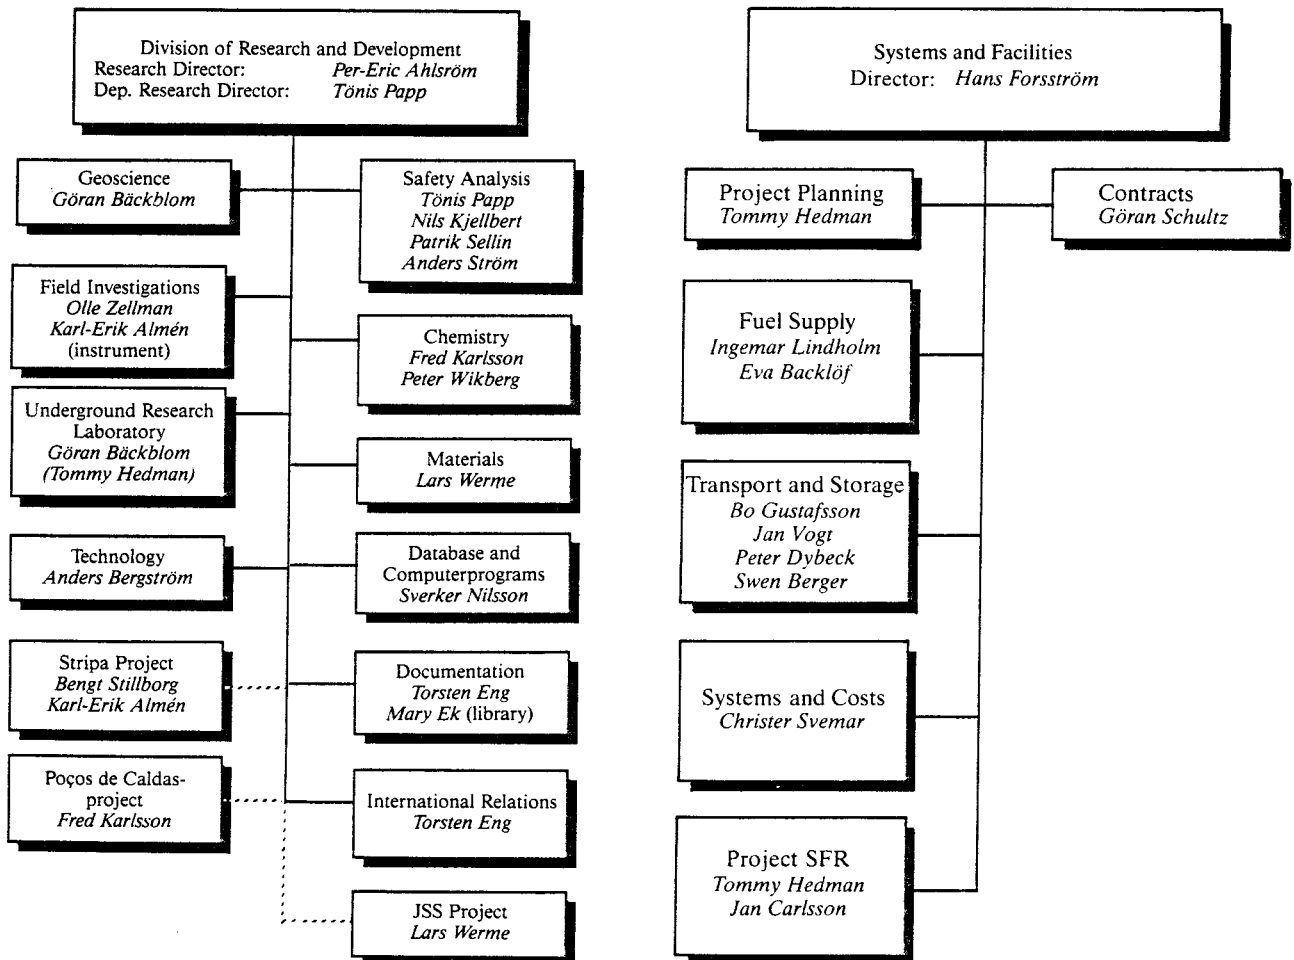 Division of Research and Development
Research Director: Per-Eric Ahlsröm
Dep. Research Director: Tönis Papp
Geoscience
Göran Bäckblom
Safety Analysis
Tönis Papp
Nils Kjellbert
Patrik Sellin
Anders Ström
Field Investigations
Olle Zellman
Karl-Erik Almén
(instrument)
Chemistry
Fred Karlsson
Peter Wikberg
Underground Research
Laboratory
Göran Bäckblom
(Tommy Hedman)
Materials
Lars Werme
Technology
Anders Bergström
Database and
Computerprograms
Sverker Nilsson
Stripa Project
Bengt Stillborg
Karl-Erik Almén
Documentation
Torsten Eng
Mary Ek (library)
Poços de Caldas-
project
Fred Karlsson
International Relations
Torsten Eng
JSS Project
Lars Werme
Systems and Facilities
Director: Hans Forsström
Project Planning
Tommy Hedman
Contracts
Göran Schultz
Fuel Supply
Ingemar Lindholm
Eva Backlöf
Transport and Storage
Bo Gustafsson
Jan Vogt
Peter Dybeck
Swen Berger
Systems and Costs
Christer Svemar
Project SFR
Tommy Hedman
Jan Carlsson